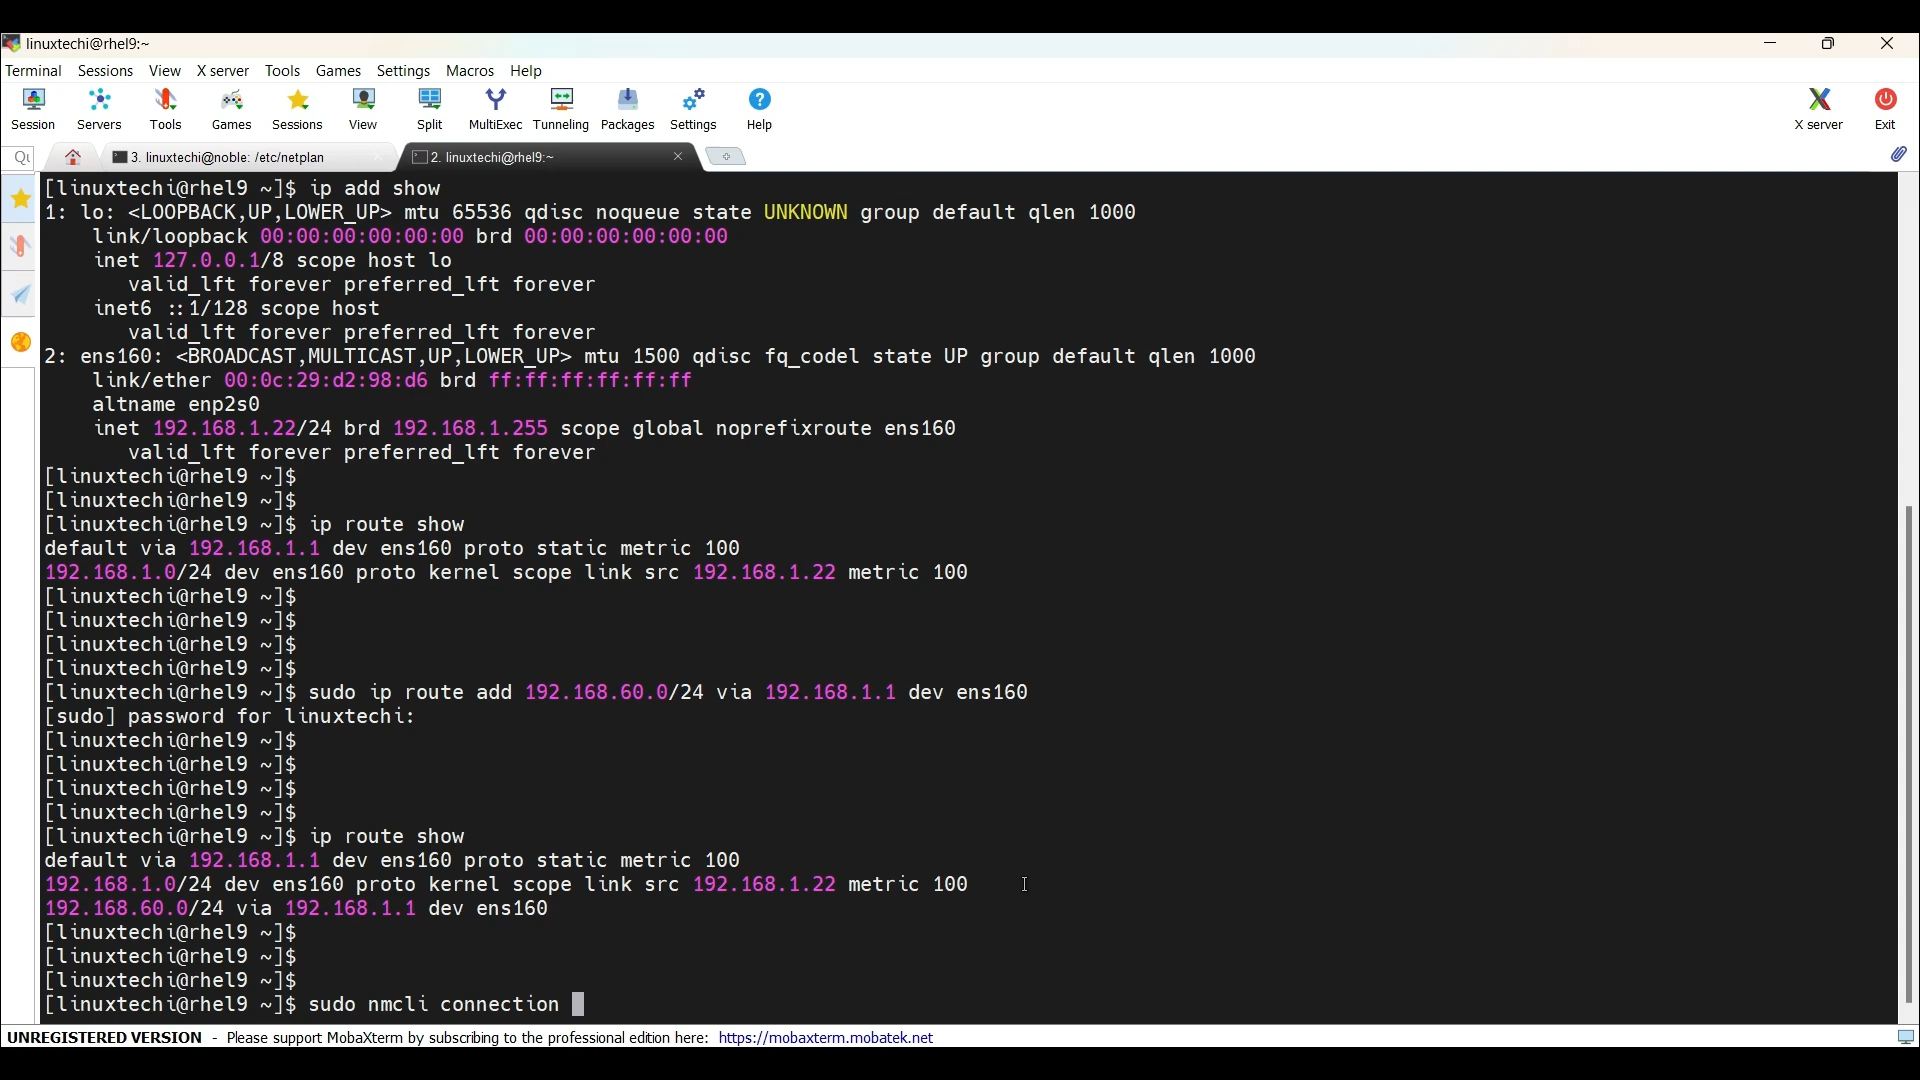 linuxtechi@rhel9:~
Terminal Sessions View X server Tools Games Settings Macros Help
Session Servers Tools Games Sessions View Split MultiExec Tunneling Packages Settings Help X server Exit
3. linuxtechi@noble: /etc/netplan 2. linuxtechi@rhel9:~
[linuxtechi@rhel9 ~]$ ip add show
1: lo: <LOOPBACK,UP,LOWER_UP> mtu 65536 qdisc noqueue state UNKNOWN group default qlen 1000
link/loopback 00:00:00:00:00:00 brd 00:00:00:00:00:00
inet 127.0.0.1/8 scope host lo
valid_lft forever preferred_lft forever
inet6 ::1/128 scope host
valid_lft forever preferred_lft forever
2: ens160: <BROADCAST,MULTICAST,UP,LOWER_UP> mtu 1500 qdisc fq_codel state UP group default qlen 1000
link/ether 00:0c:29:d2:98:d6 brd ff:ff:ff:ff:ff:ff
altname enp2s0
inet 192.168.1.22/24 brd 192.168.1.255 scope global noprefixroute ens160
valid_lft forever preferred_lft forever
[linuxtechi@rhel9 ~]$
[linuxtechi@rhel9 ~]$
[linuxtechi@rhel9 ~]$ ip route show
default via 192.168.1.1 dev ens160 proto static metric 100
192.168.1.0/24 dev ens160 proto kernel scope link src 192.168.1.22 metric 100
[linuxtechi@rhel9 ~]$
[linuxtechi@rhel9 ~]$
[linuxtechi@rhel9 ~]$
[linuxtechi@rhel9 ~]$
[linuxtechi@rhel9 ~]$ sudo ip route add 192.168.60.0/24 via 192.168.1.1 dev ens160
[sudo] password for linuxtechi:
[linuxtechi@rhel9 ~]$
[linuxtechi@rhel9 ~]$
[linuxtechi@rhel9 ~]$
[linuxtechi@rhel9 ~]$
[linuxtechi@rhel9 ~]$ ip route show
default via 192.168.1.1 dev ens160 proto static metric 100
192.168.1.0/24 dev ens160 proto kernel scope link src 192.168.1.22 metric 100
192.168.60.0/24 via 192.168.1.1 dev ens160
[linuxtechi@rhel9 ~]$
[linuxtechi@rhel9 ~]$
[linuxtechi@rhel9 ~]$
[linuxtechi@rhel9 ~]$ sudo nmcli connection
UNREGISTERED VERSION - Please support MobaXterm by subscribing to the professional edition here: https://mobaxterm.mobatek.net